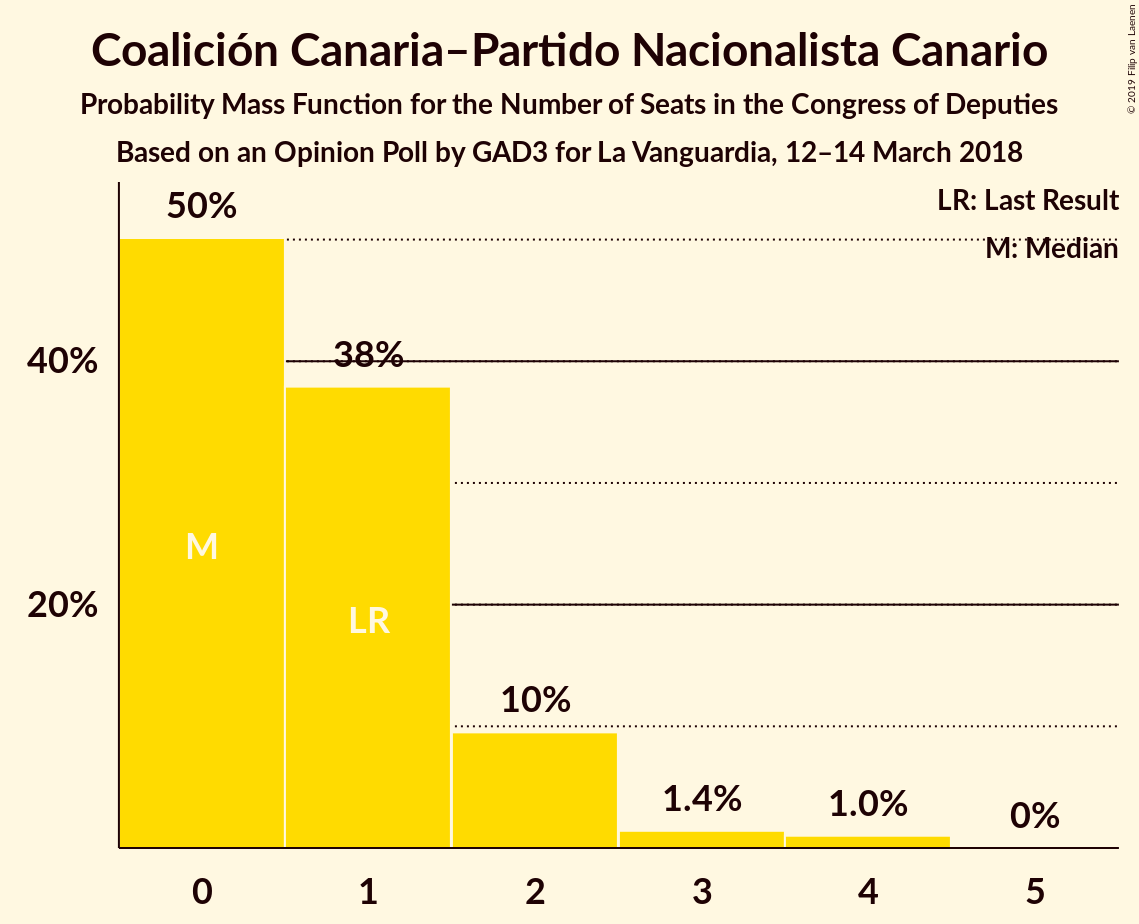 Coalición Canaria–Partido Nacionalista Canario
Probability Mass Function for the Number of Seats in the Congress of Deputies
Based on an Opinion Poll by GAD3 for La Vanguardia, 12–14 March 2018
© 2019 Filip van Laenen
LR: Last Result
M: Median
50%
38%
10%
1.4%
1.0%
0%
40%
20%
M
LR
0
1
2
3
4
5